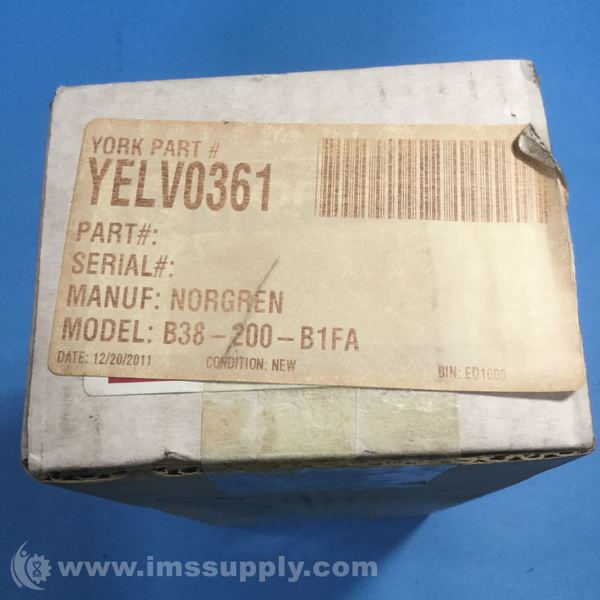 YORK PART #
YELV0361
PART#:
SERIAL#:
MANUF: NORGREN
MODEL: B38-200-B1FA
DATE: 12/20/2011 CONDITION: NEW BIN: ED1009
www.imssupply.com